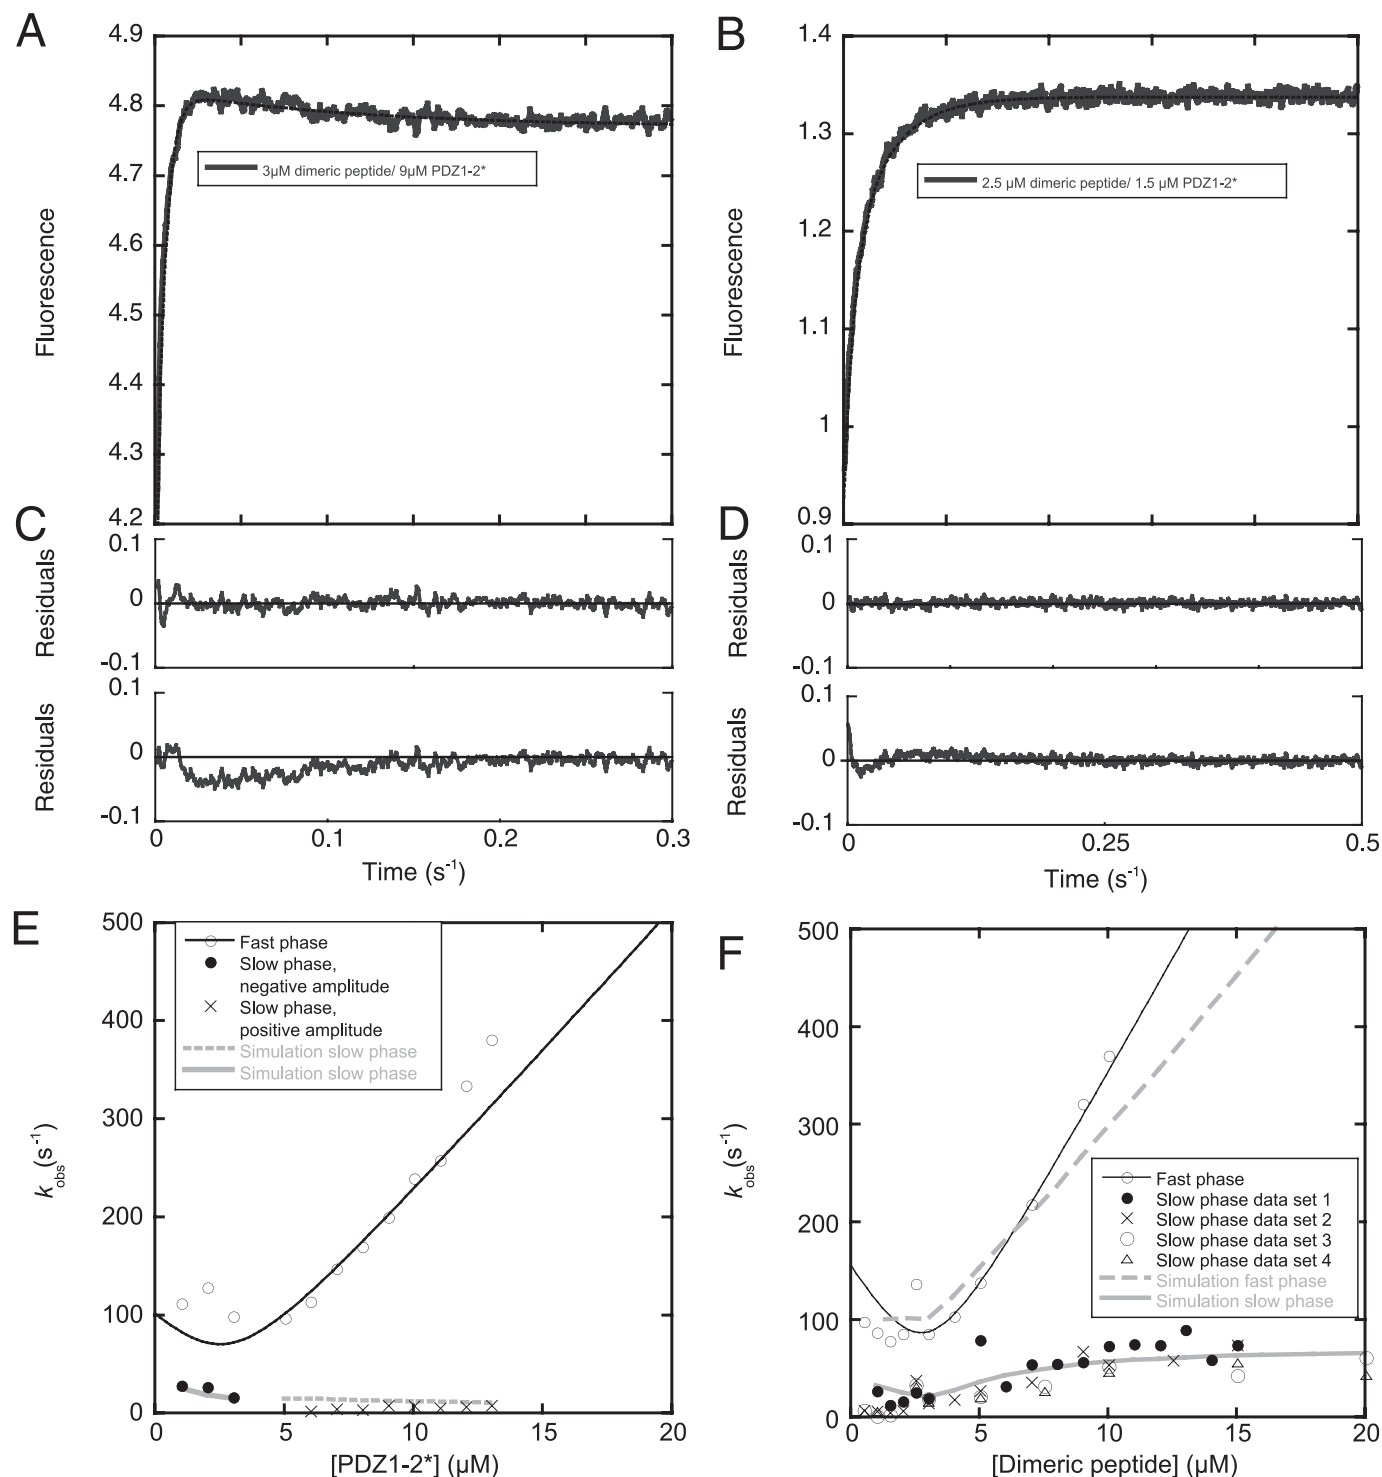 A
4.9
4.8
4.7
4.6
4.5
4.4
4.3
4.2
Fluorescence
3µM dimeric peptide/ 9µM PDZ1-2*
B
1.4
1.3
1.2
1.1
1
0.9
Fluorescence
2.5 µM dimeric peptide/ 1.5 µM PDZ1-2*
C
0.1
0
-0.1
Residuals
0.1
0
-0.1
Residuals
0
0.1
0.2
0.3
Time (s⁻¹)
D
0.1
0
-0.1
Residuals
0.1
0
-0.1
Residuals
0
0.25
0.5
Time (s⁻¹)
E
500
400
300
200
100
0
k_obs(s⁻¹)
Fast phase
Slow phase,
negative amplitude
Slow phase,
positive amplitude
Simulation slow phase
Simulation slow phase
0
5
10
15
20
[PDZ1-2*] (µM)
F
500
400
300
200
100
0
k_obs(s⁻¹)
Fast phase
Slow phase data set 1
Slow phase data set 2
Slow phase data set 3
Slow phase data set 4
Simulation fast phase
Simulation slow phase
0
5
10
15
20
[Dimeric peptide] (µM)